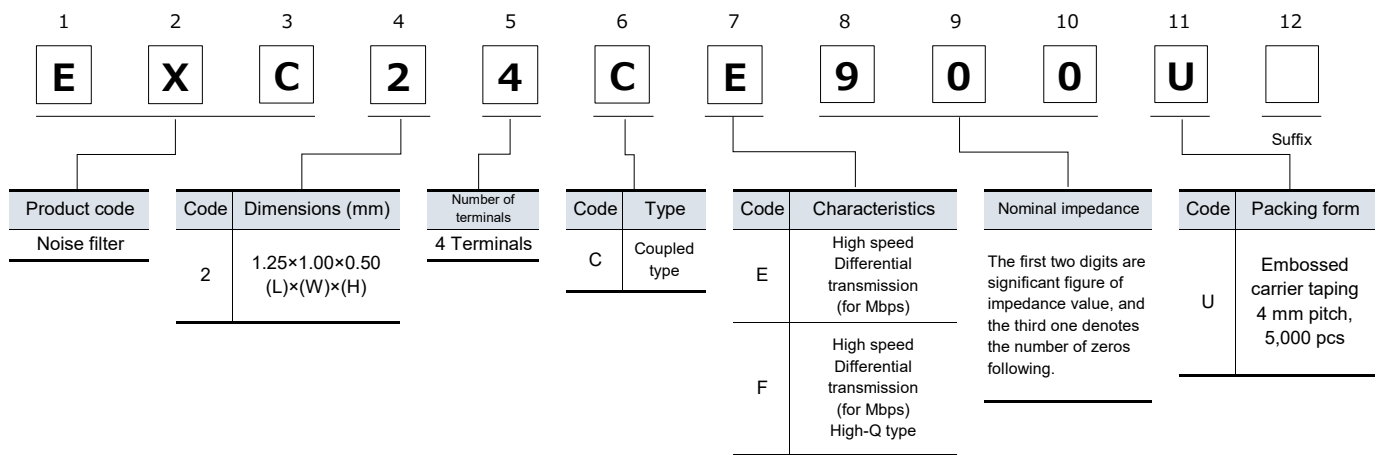 1 2 3 4 5 6 7 8 9 10 11 12
E X C 2 4 C E 9 0 0 U
Suffix
Product code
Noise filter
Code Dimensions (mm)
2
1.25×1.00×0.50
(L)×(W)×(H)
Number of
terminals
4 Terminals
Code Type
C
Coupled
type
Code Characteristics
E
High speed
Differential
transmission
(for Mbps)
F
High speed
Differential
transmission
(for Mbps)
High-Q type
Nominal impedance
The first two digits are
significant figure of
impedance value, and
the third one denotes
the number of zeros
following.
Code Packing form
U
Embossed
carrier taping
4 mm pitch,
5,000 pcs